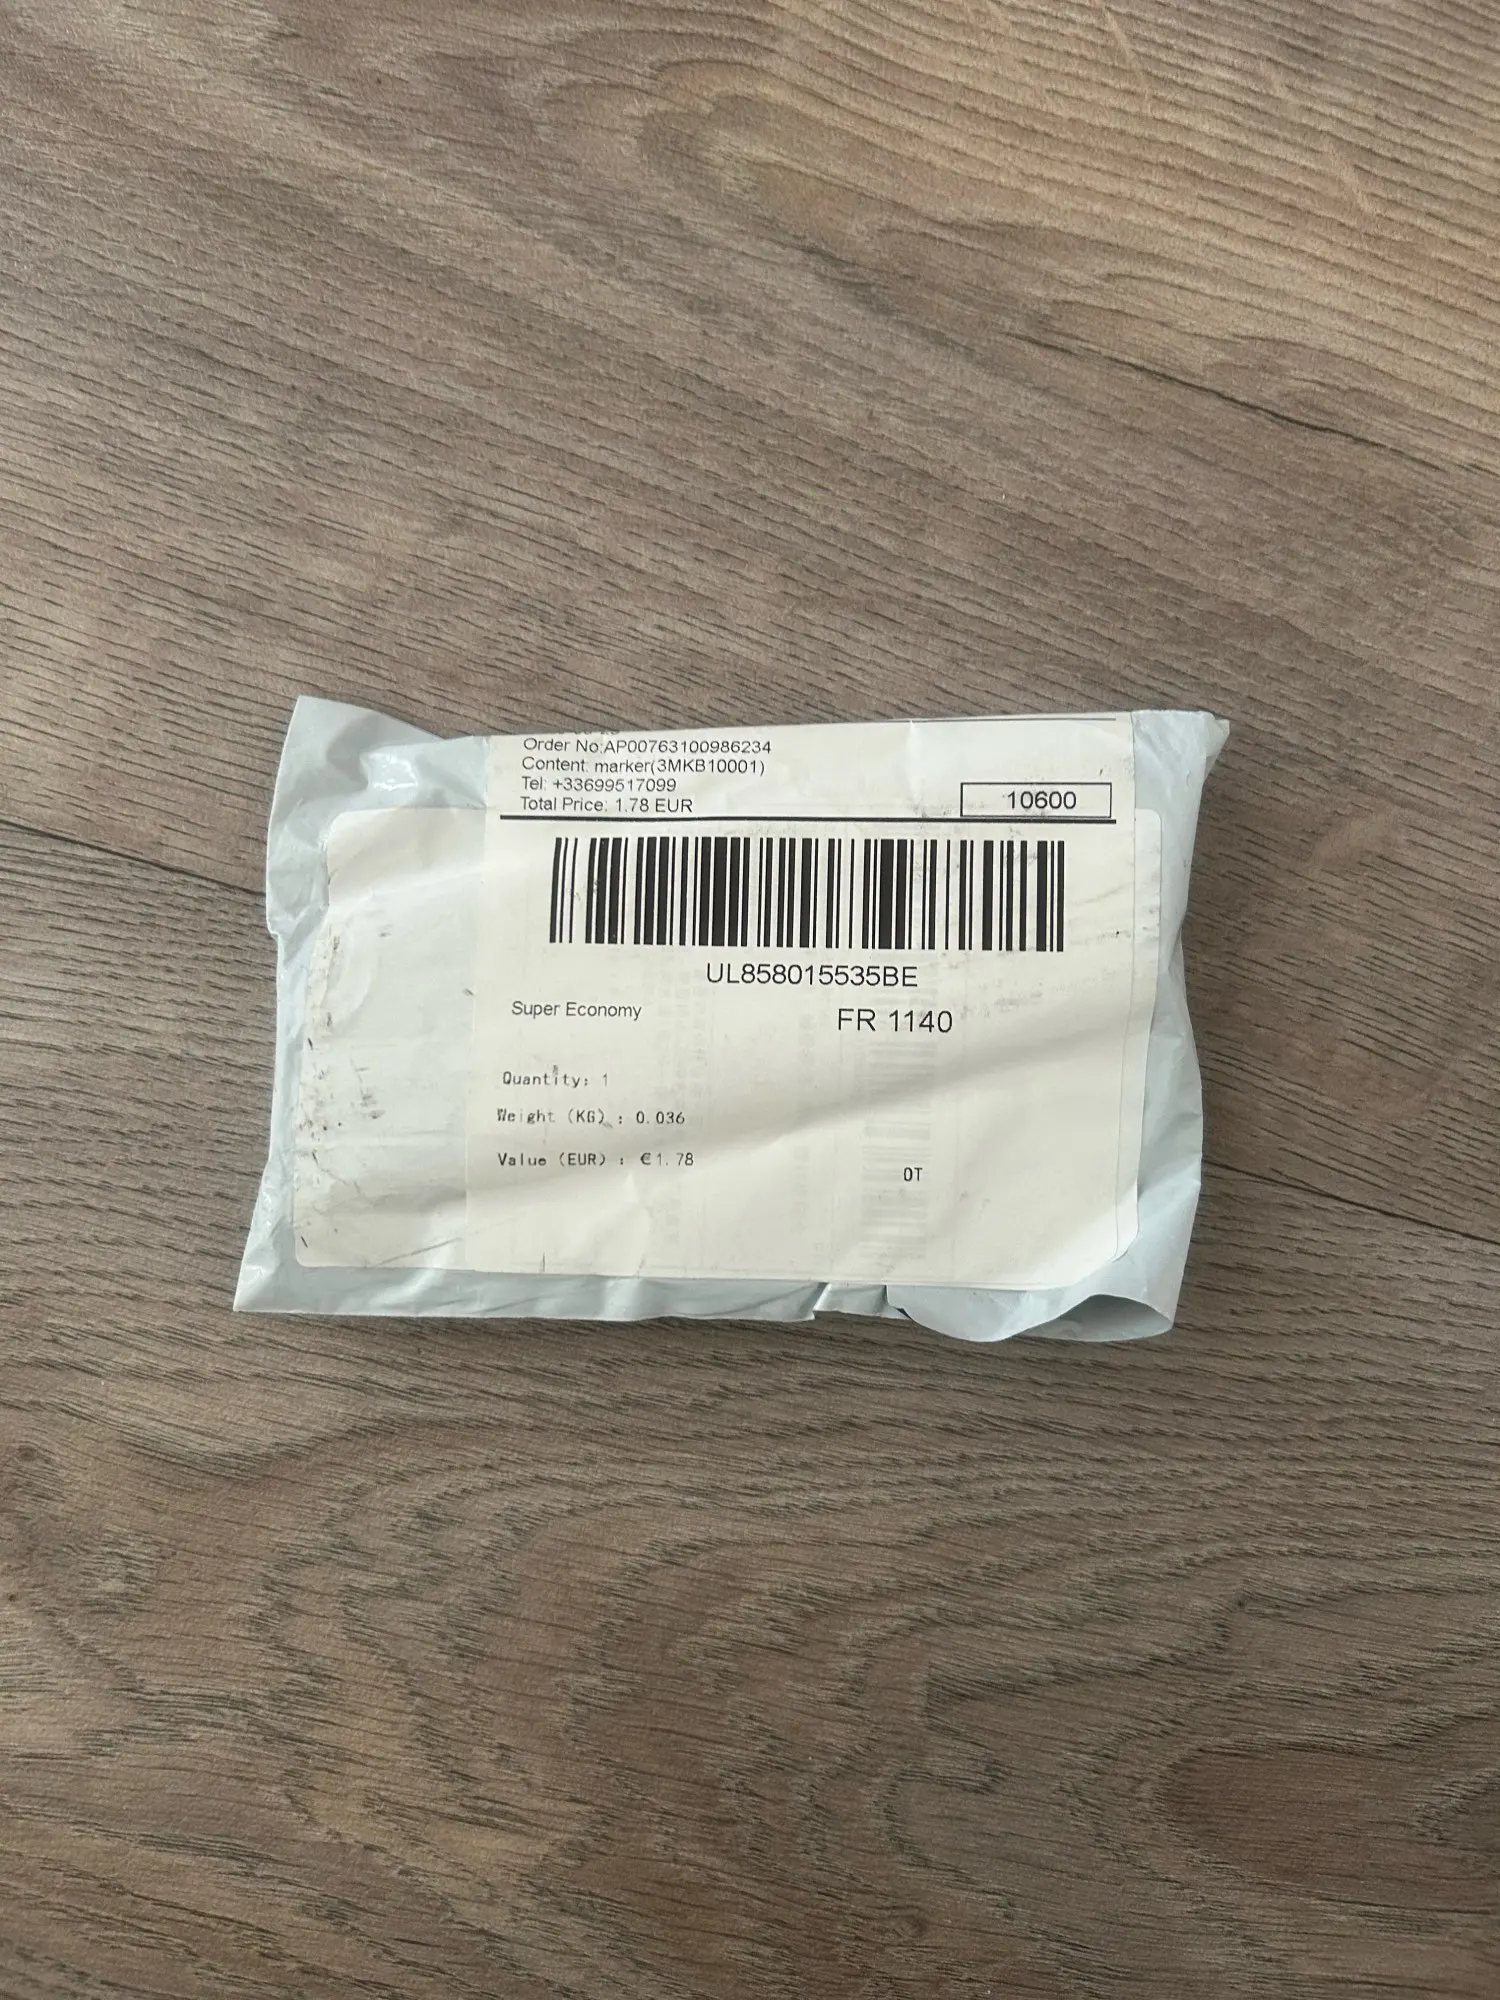 Order No:AP00763100986234
Content: marker(3MKB10001)
Tel: +33699517099
Total Price: 1.78 EUR
10600
UL858015535BE
Super Economy
FR 1140
Quantity: 1
Weight (KG) : 0.036
Value (EUR) : €1.78
OT